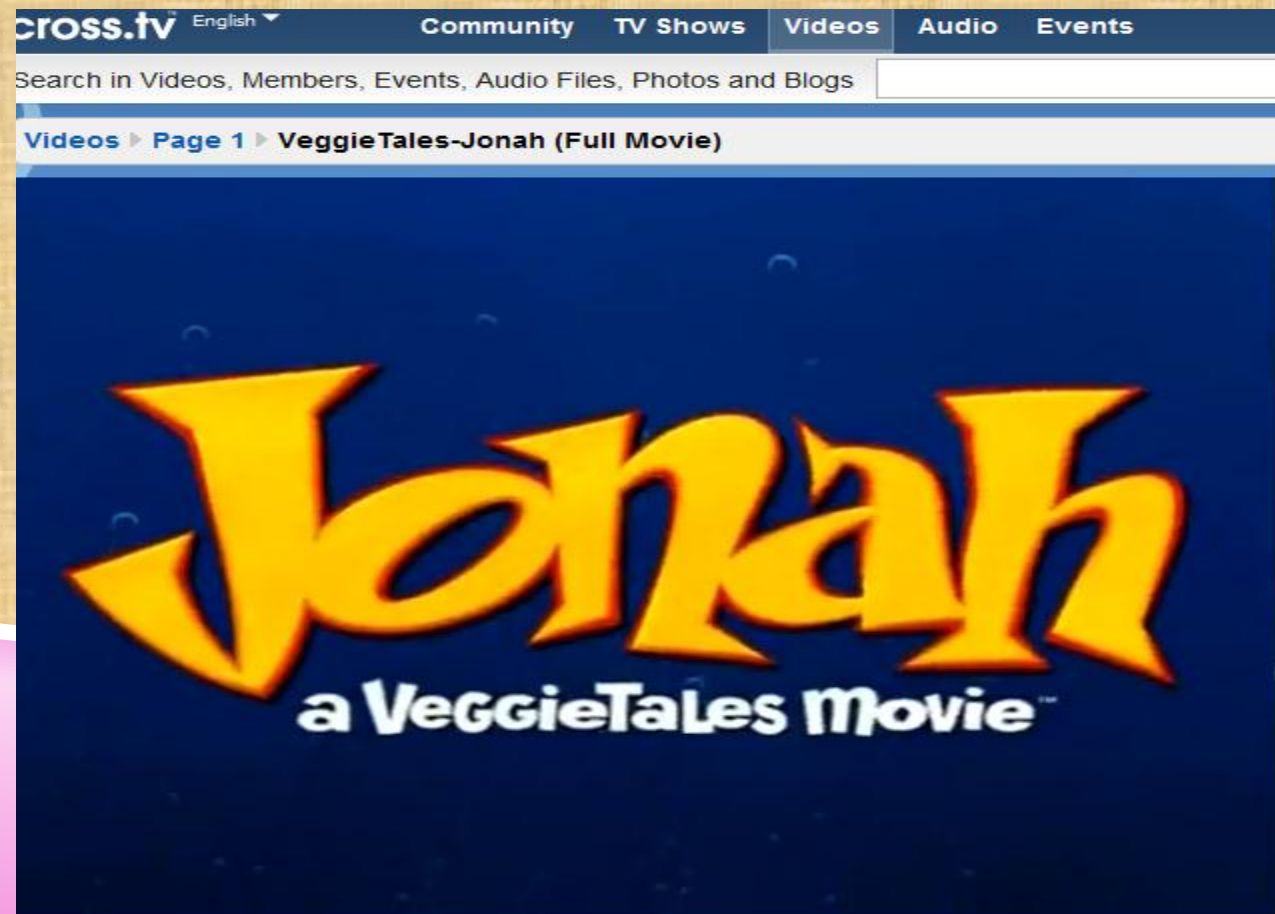 cross.tv English
Community TV Shows Videos Audio Events
Search in Videos, Members, Events, Audio Files, Photos and Blogs
Videos Page 1 VeggieTales-Jonah (Full Movie)
Jonah
a VeggieTales Movie™